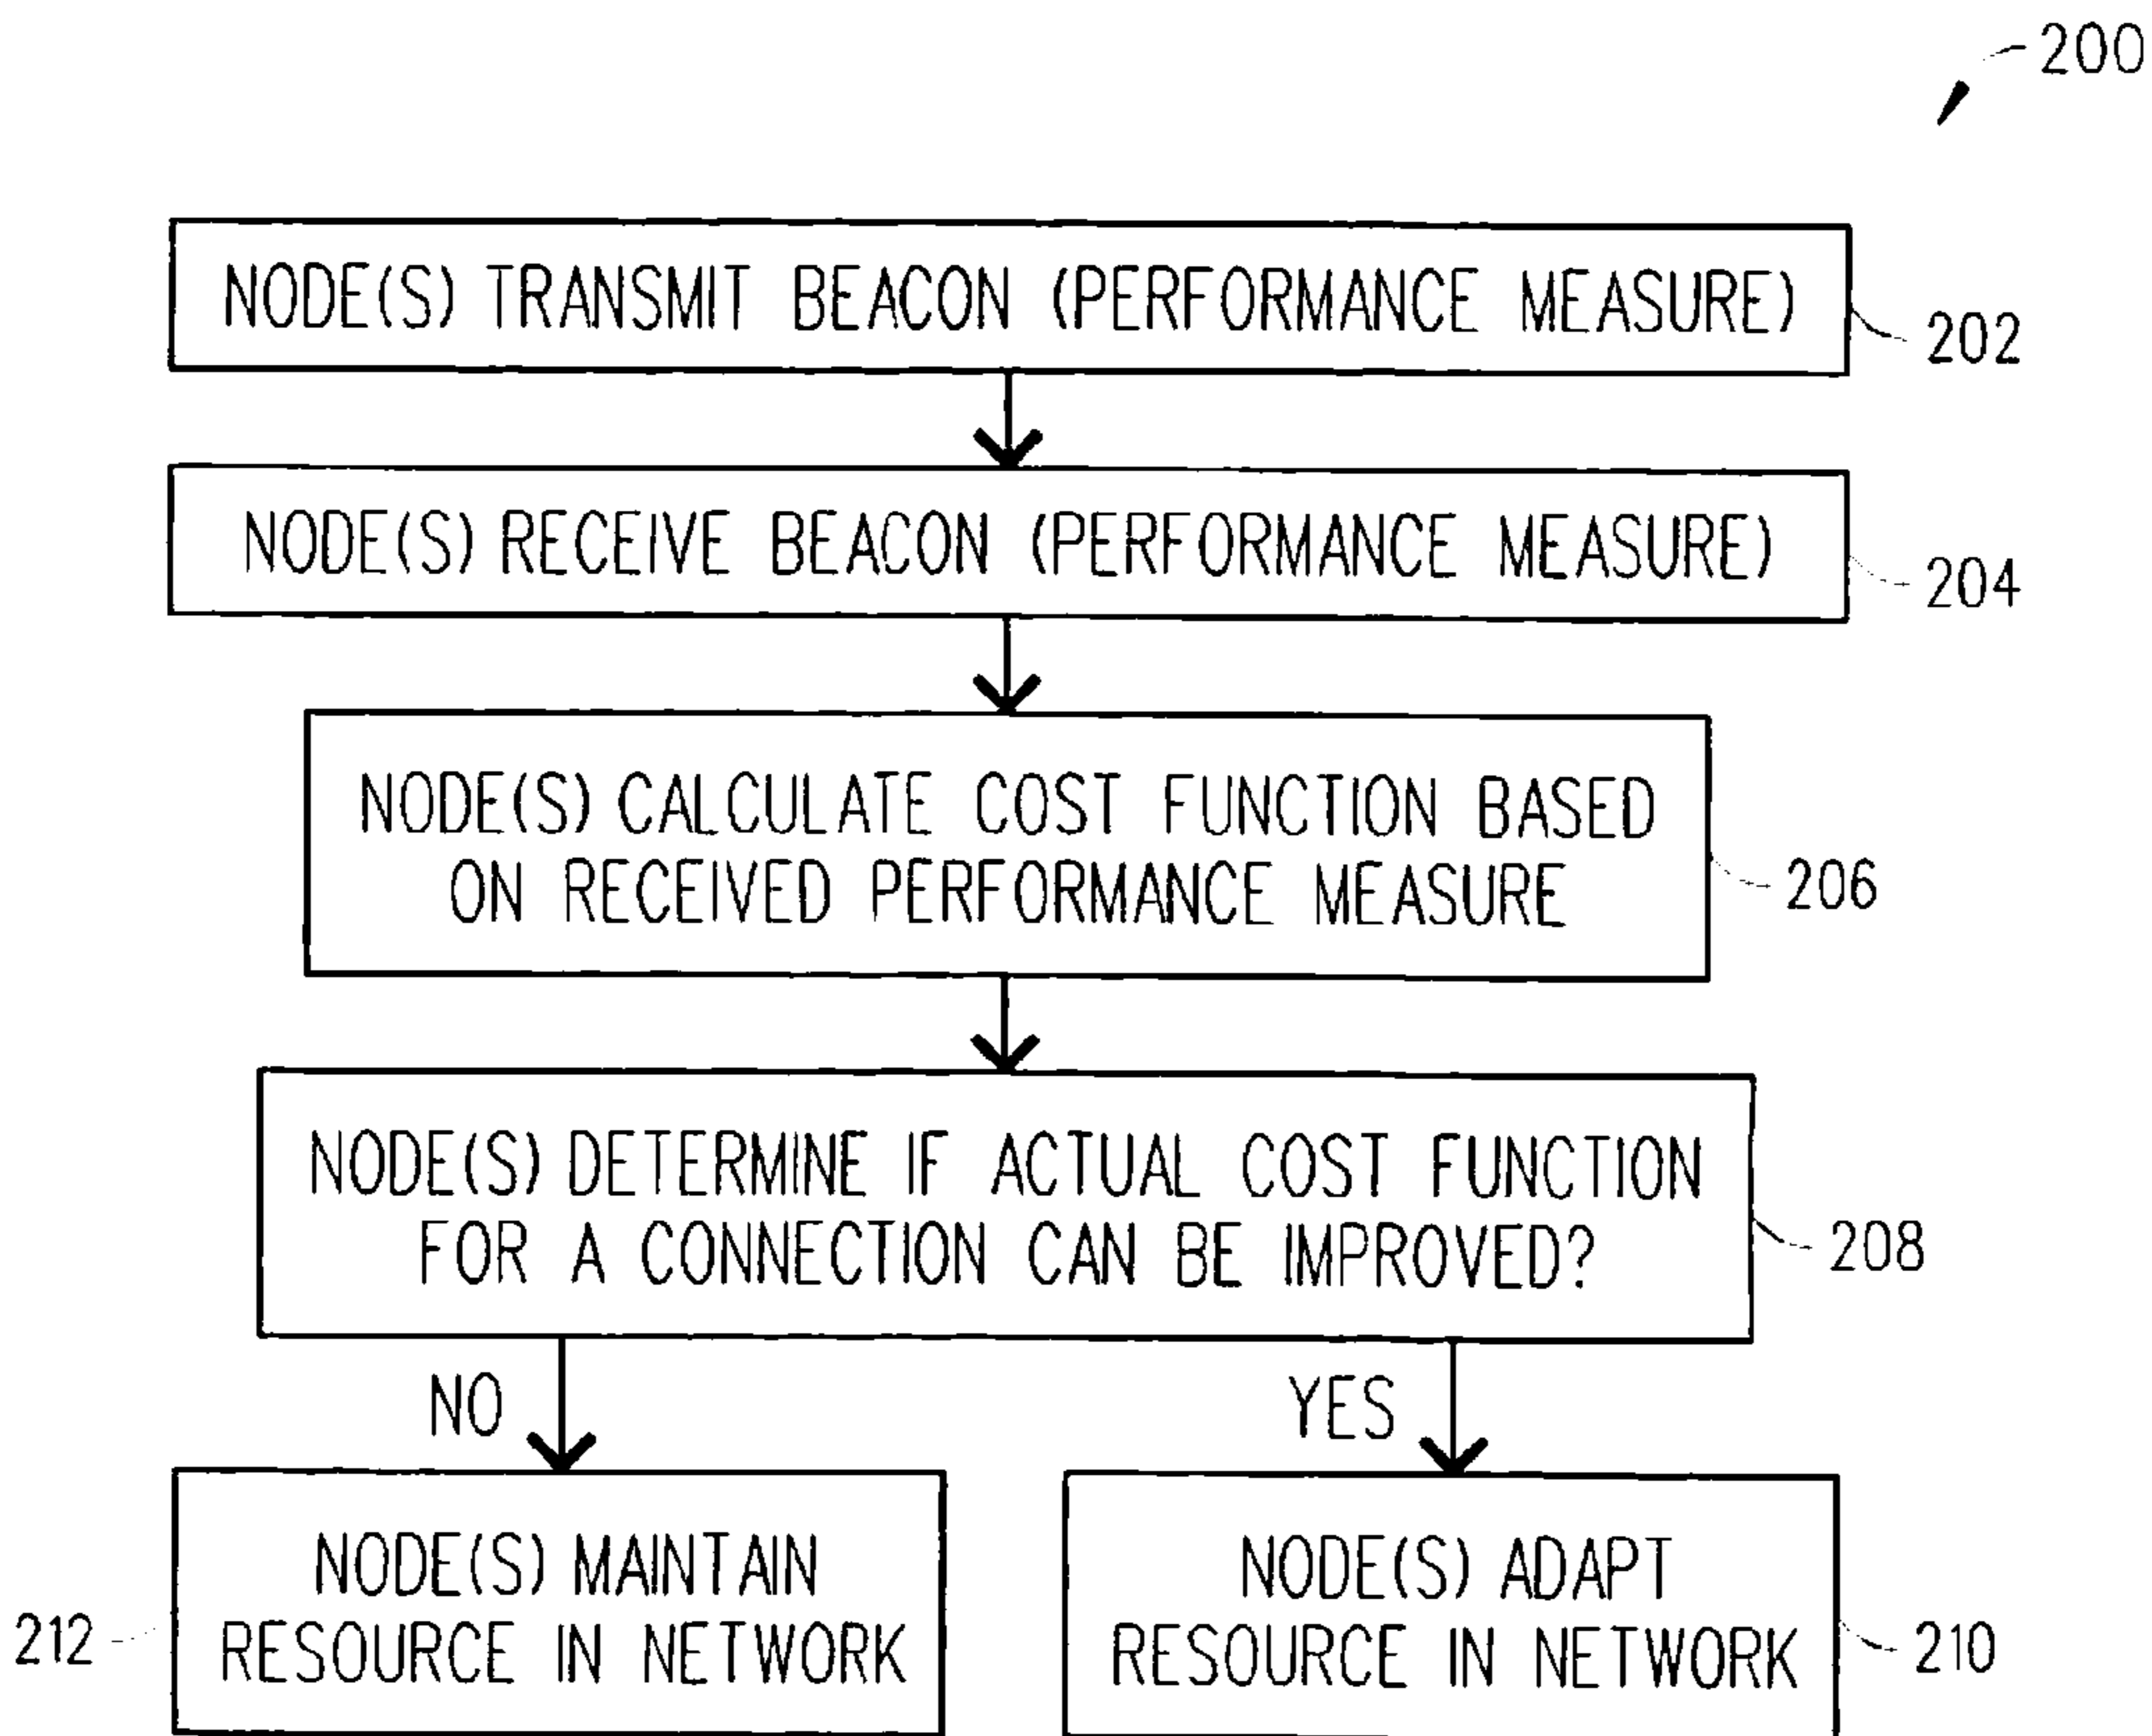 200
NODE(S) TRANSMIT BEACON (PERFORMANCE MEASURE)
202
NODE(S) RECEIVE BEACON (PERFORMANCE MEASURE)
204
NODE(S) CALCULATE COST FUNCTION BASED
ON RECEIVED PERFORMANCE MEASURE
206
NODE(S) DETERMINE IF ACTUAL COST FUNCTION
FOR A CONNECTION CAN BE IMPROVED?
208
NO
YES
NODE(S) MAINTAIN
RESOURCE IN NETWORK
212
NODE(S) ADAPT
RESOURCE IN NETWORK
210